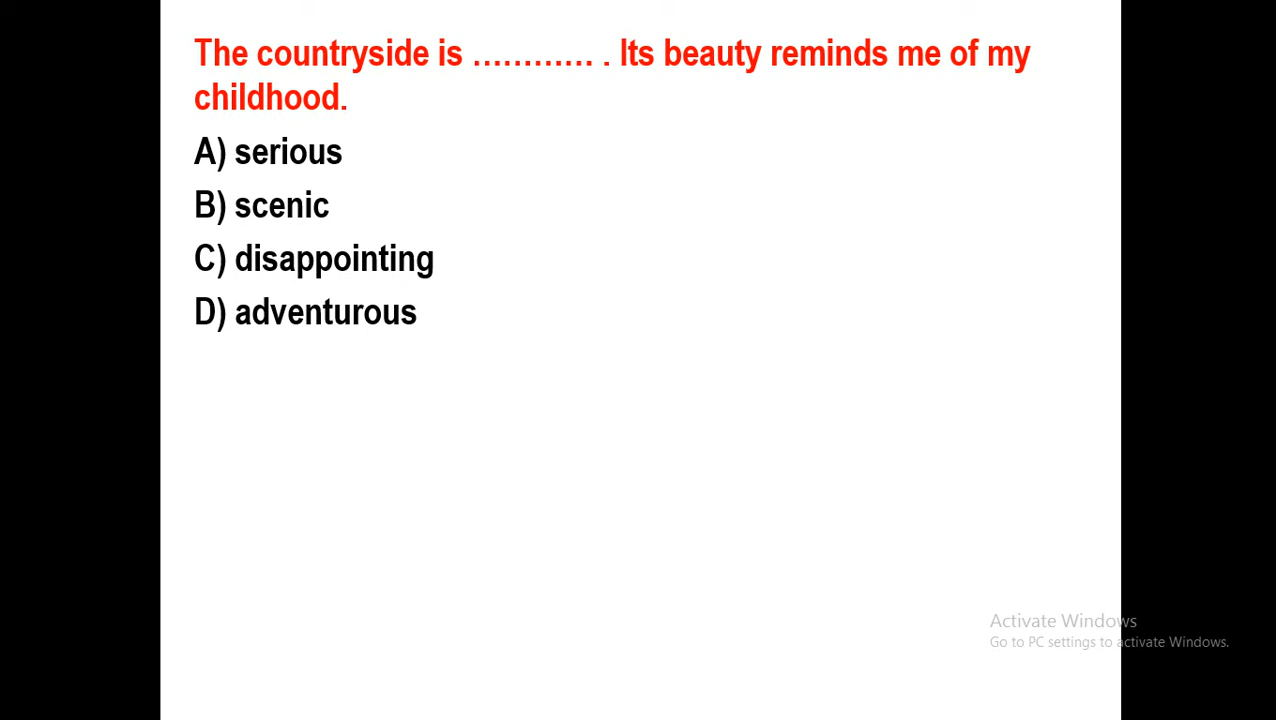 The countryside is ………… . Its beauty reminds me of my
childhood.
A) serious
B) scenic
C) disappointing
D) adventurous
Activate Windows
Go to PC settings to activate Windows.